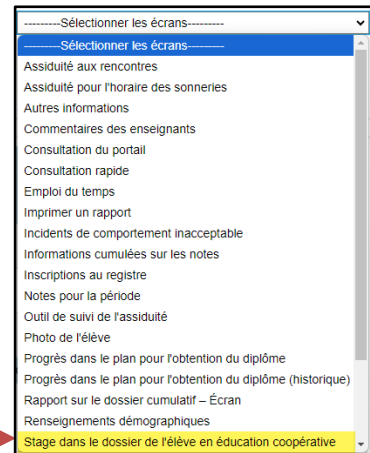 ---------Sélectionner les écrans---------
---------Sélectionner les écrans---------
Assiduité aux rencontres
Assiduité pour l'horaire des sonneries
Autres informations
Commentaires des enseignants
Consultation du portail
Consultation rapide
Emploi du temps
Imprimer un rapport
Incidents de comportement inacceptable
Informations cumulées sur les notes
Inscriptions au registre
Notes pour la période
Outil de suivi de l'assiduité
Photo de l'élève
Progrès dans le plan pour l'obtention du diplôme
Progrès dans le plan pour l'obtention du diplôme (historique)
Rapport sur le dossier cumulatif – Écran
Renseignements démographiques
Stage dans le dossier de l'élève en éducation coopérative